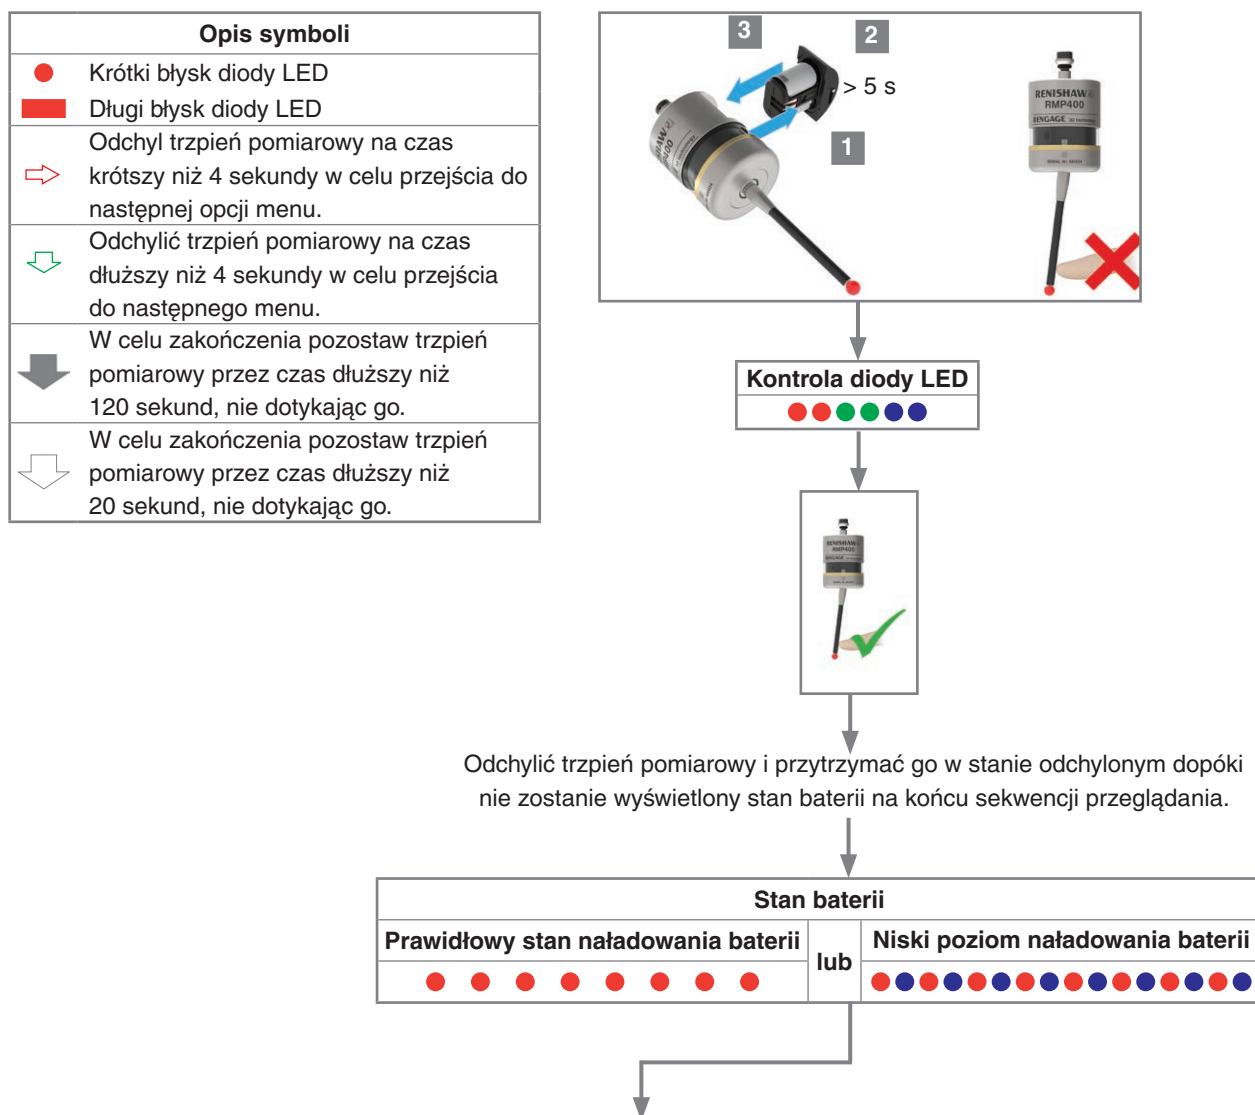 Opis symboli
Krótki błysk diody LED
Długi błysk diody LED
Odchyl trzpień pomiarowy na czas
krótszy niż 4 sekundy w celu przejścia do
następnej opcji menu.
Odchylić trzpień pomiarowy na czas
dłuższy niż 4 sekundy w celu przejścia
do następnego menu.
W celu zakończenia pozostaw trzpień
pomiarowy przez czas dłuższy niż
120 sekund, nie dotykając go.
W celu zakończenia pozostaw trzpień
pomiarowy przez czas dłuższy niż
20 sekund, nie dotykając go.
3
2
> 5 s
1
RENISHAW
RENISHAW
RMP400
RENGAGE
Kontrola diody LED
RENISHAW
RMP400
RENGAGE
Odchylić trzpień pomiarowy i przytrzymać go w stanie odchylonym dopóki
nie zostanie wyświetlony stan baterii na końcu sekwencji przeglądania.
Stan baterii
Prawidłowy stan naładowania baterii
lub
Niski poziom naładowania baterii